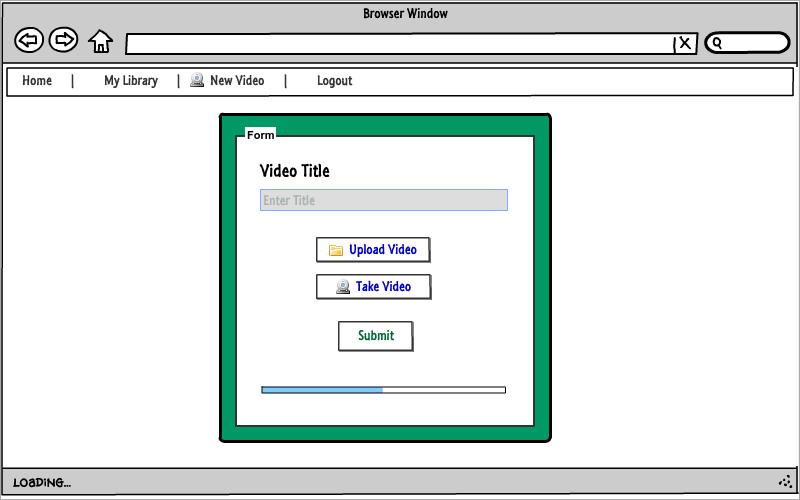 Browser Window
X
Home | My Library | New Video | Logout
Form
Video Title
Enter Title
Upload Video
Take Video
Submit
LOADING...